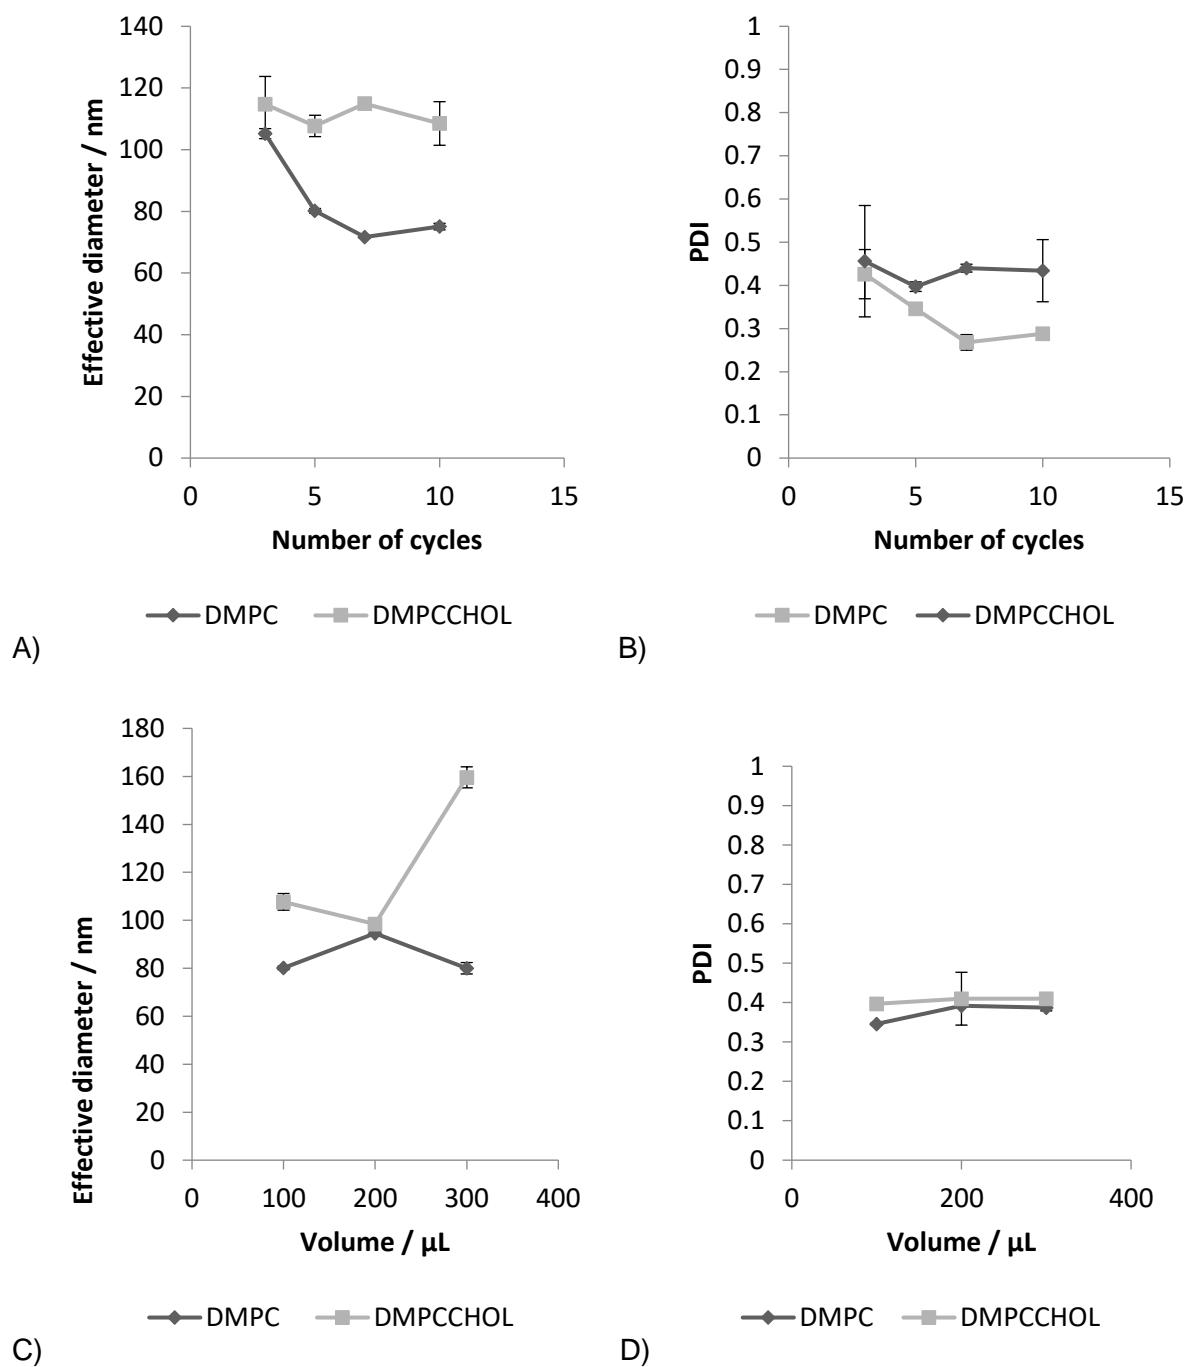 140
120
100
80
60
40
20
0
Effective diameter / nm
0 5 10 15
Number of cycles
DMPC DMPCCHOL
A)
1
0.9
0.8
0.7
0.6
0.5
0.4
0.3
0.2
0.1
0
PDI
0 5 10 15
Number of cycles
DMPC DMPCCHOL
B)
180
160
140
120
100
80
60
40
20
0
Effective diameter / nm
0 100 200 300 400
Volume / µL
DMPC DMPCCHOL
C)
1
0.9
0.8
0.7
0.6
0.5
0.4
0.3
0.2
0.1
0
PDI
0 200 400
Volume / µL
DMPC DMPCCHOL
D)